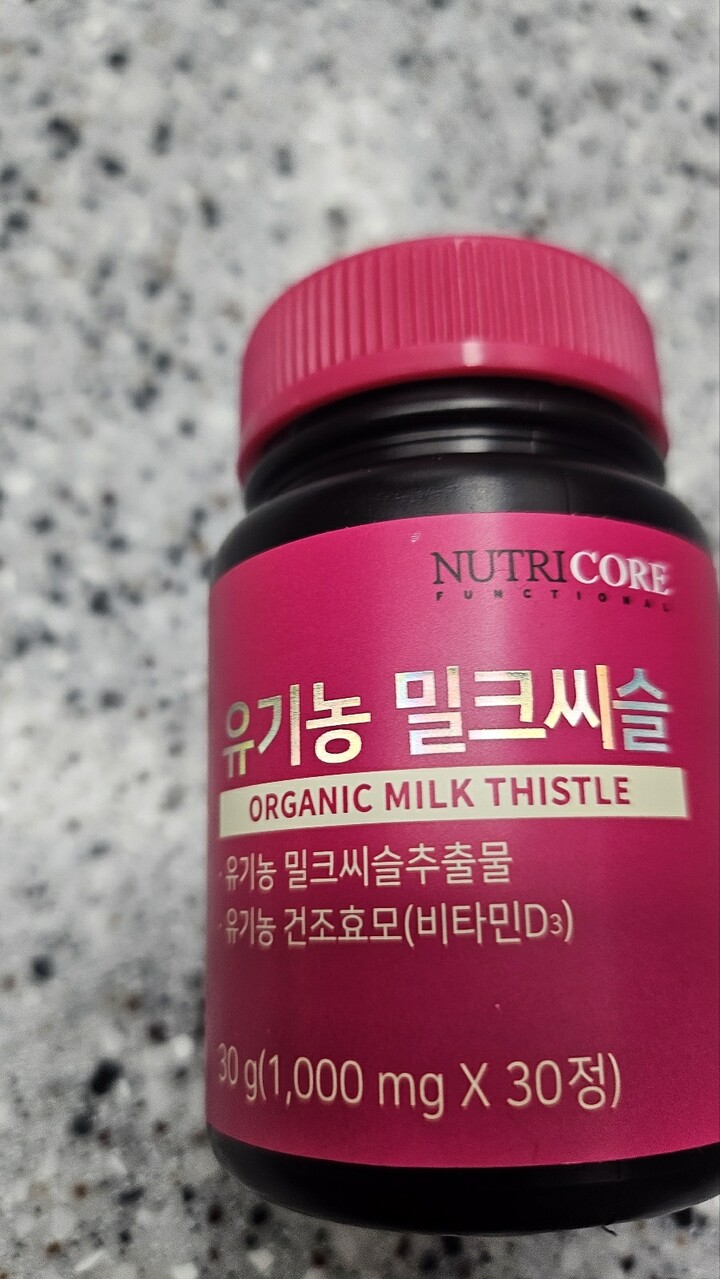 NUTRICORE
FUNCTIONAL
유기농 밀크씨슬
ORGANIC MILK THISTLE
· 유기농 밀크씨슬추출물
· 유기농 건조효모(비타민D3)
30 g(1,000 mg X 30정)